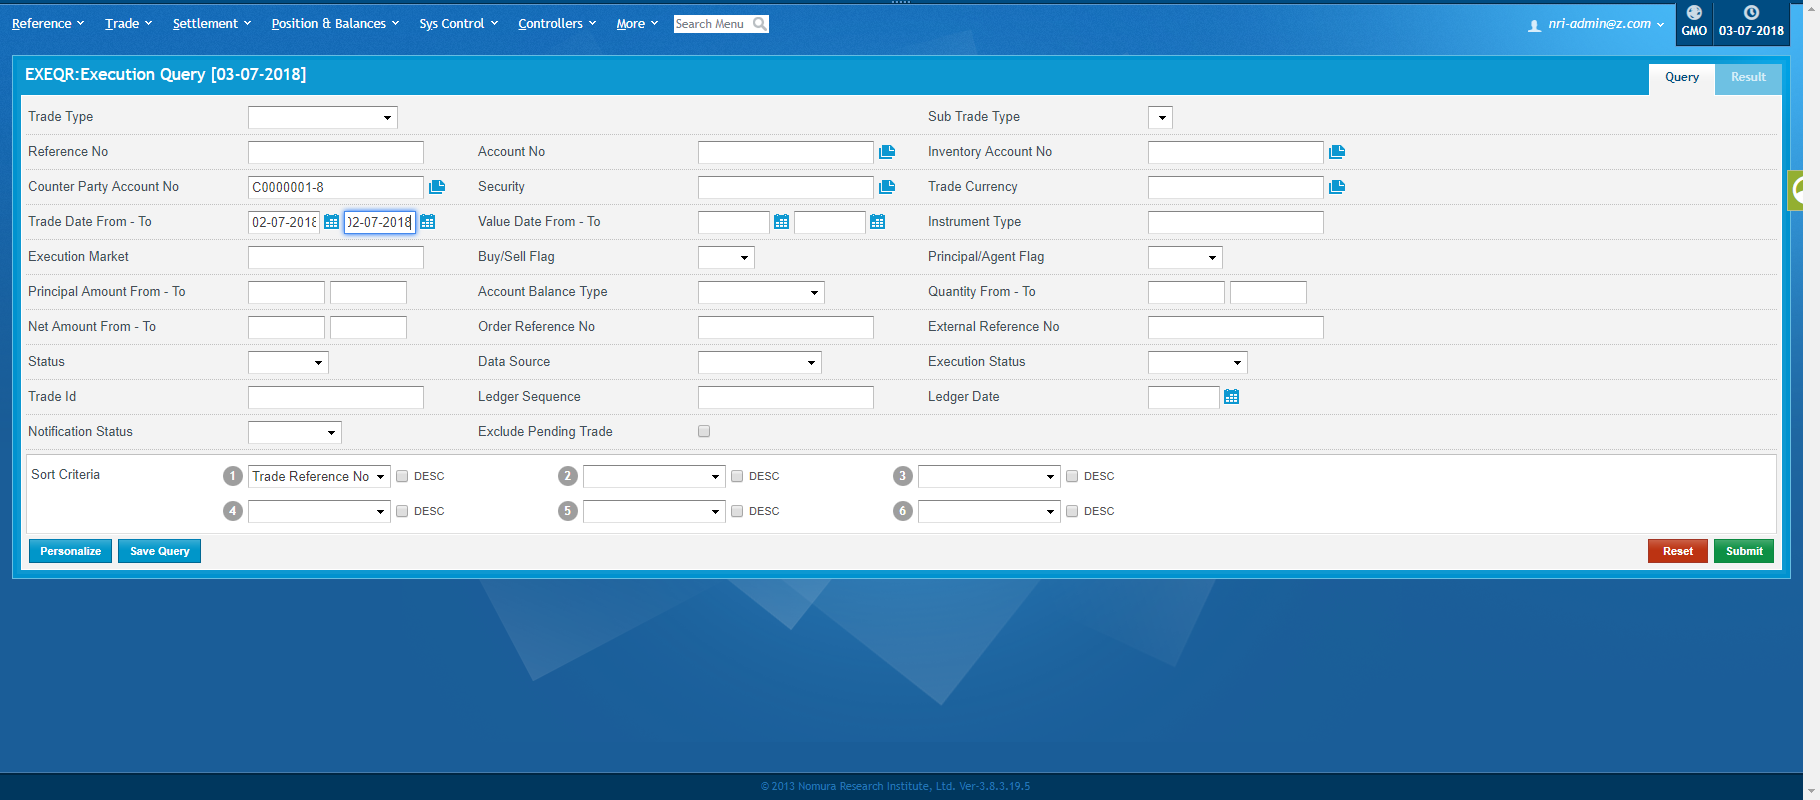 Reference Trade Settlement Position & Balances Sys Control Controllers More Search Menu nri-admin@z.com GMO 03-07-2018
EXEQR:Execution Query [03-07-2018] Query Result
Trade Type Sub Trade Type
Reference No Account No Inventory Account No
Counter Party Account No C0000001-8 Security Trade Currency
Trade Date From - To 02-07-2018 02-07-2018 Value Date From - To Instrument Type
Execution Market Buy/Sell Flag Principal/Agent Flag
Principal Amount From - To Account Balance Type Quantity From - To
Net Amount From - To Order Reference No External Reference No
Status Data Source Execution Status
Trade Id Ledger Sequence Ledger Date
Notification Status Exclude Pending Trade
Sort Criteria 1 Trade Reference No DESC 2 DESC 3 DESC
4 DESC 5 DESC 6 DESC
Personalize Save Query Reset Submit
© 2013 Nomura Research Institute, Ltd. Ver-3.8.3.19.5